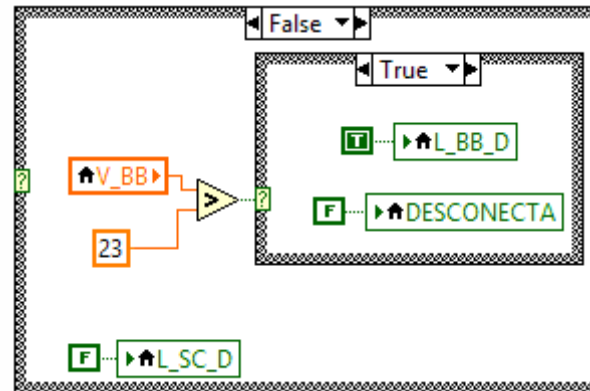 False
True
T L_BB_D
V_BB
> ?
?
F DESCONECTA
23
F L_SC_D